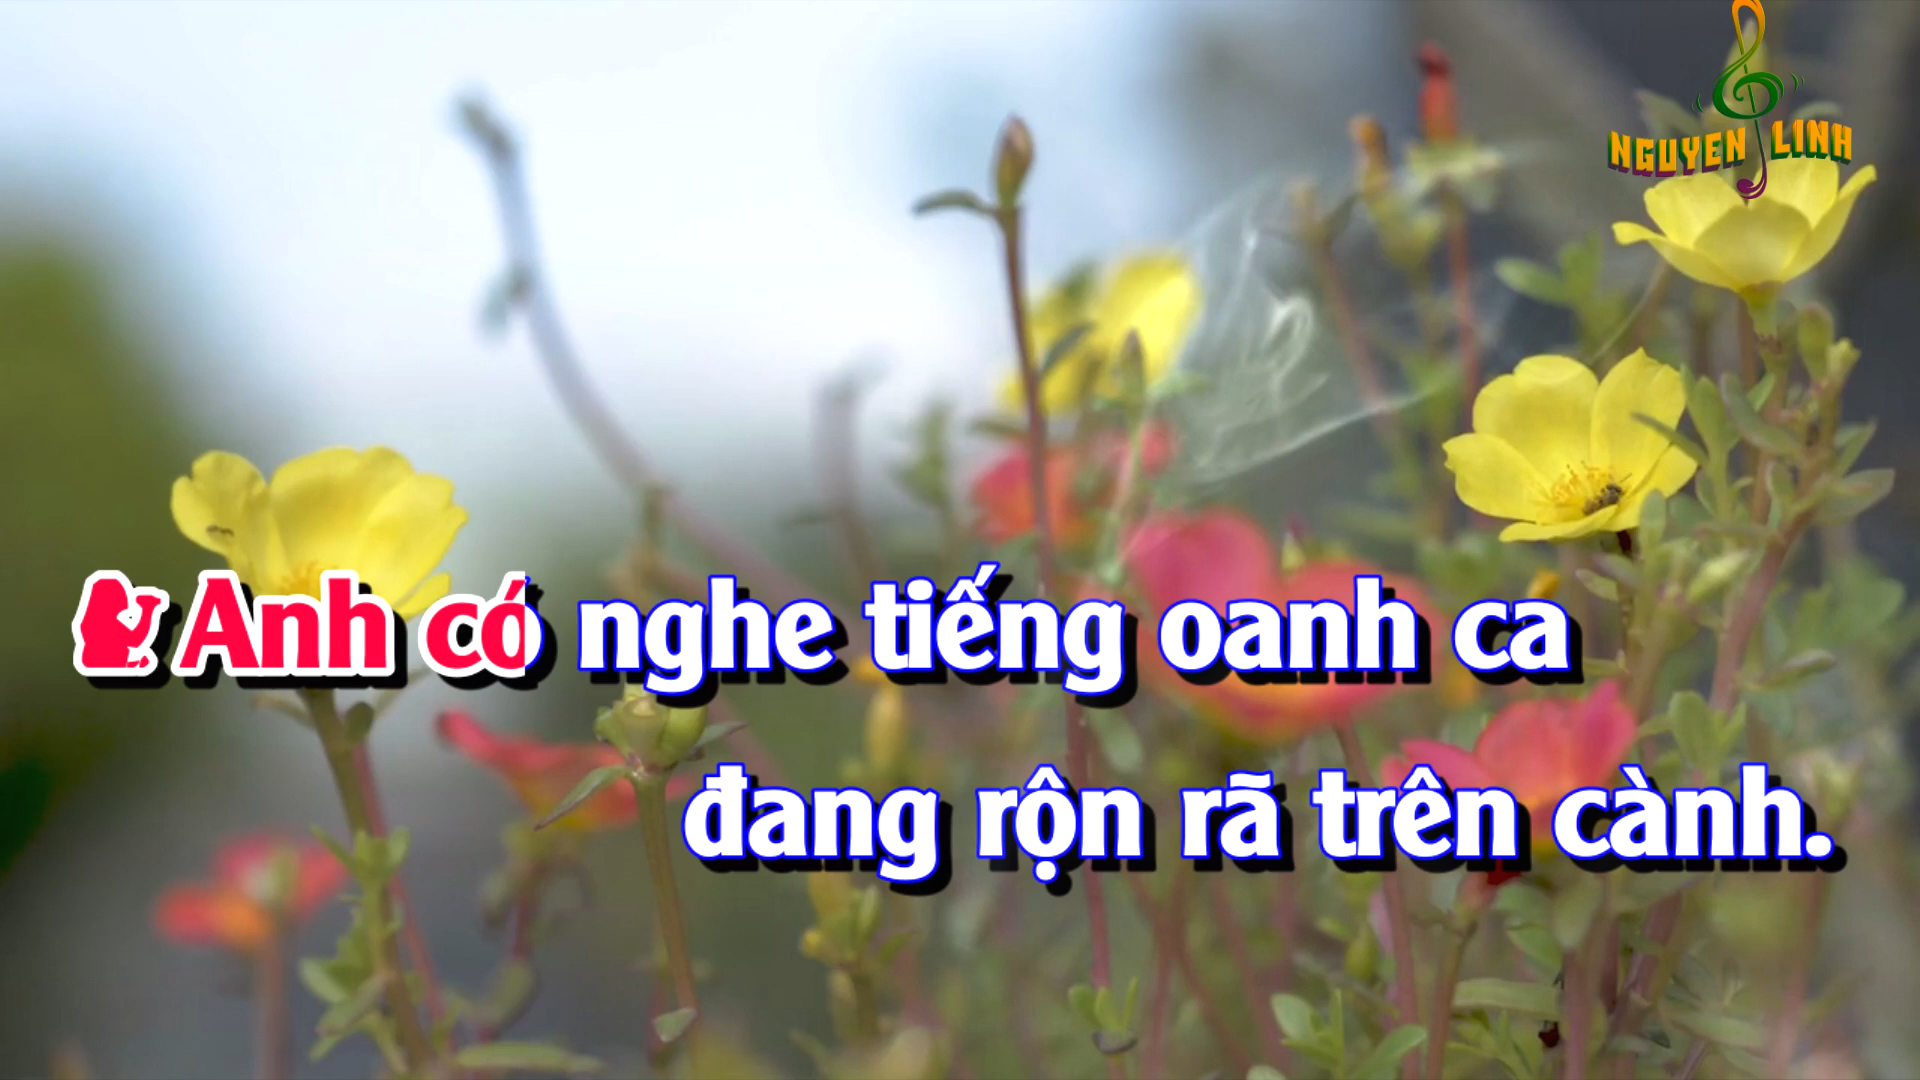 NGUYEN LINH
Anh có nghe tiếng oanh ca
đang rộn rã trên cành.